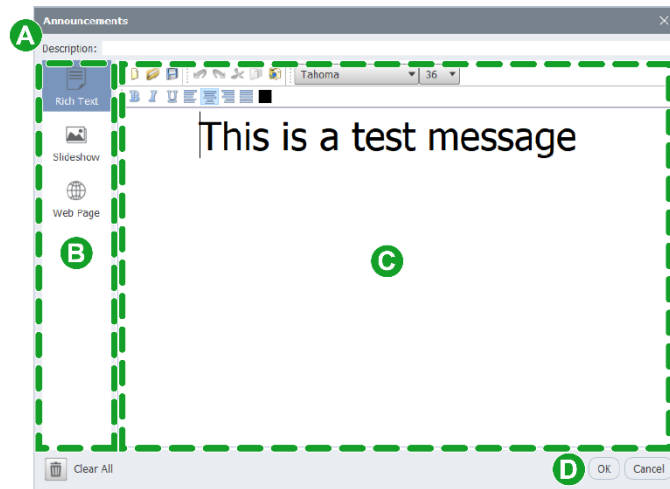 Announcements
A
Description:
Tahoma 36
Rich Text
B I U
This is a test message
Slideshow
Web Page
B
C
Clear All
D OK Cancel